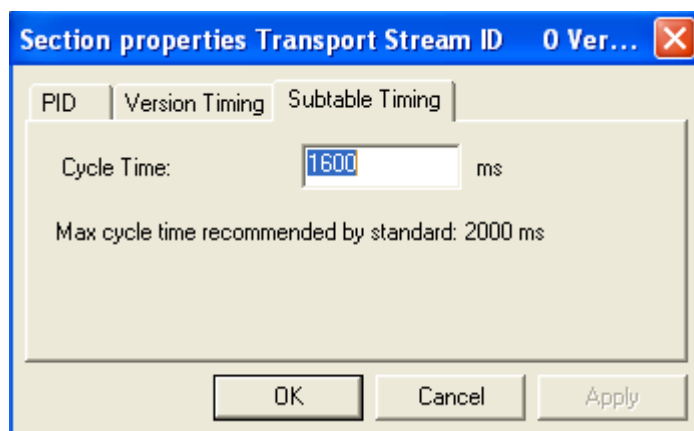 Section properties Transport Stream ID 0 Ver...
PID Version Timing Subtable Timing
Cycle Time: 1600 ms
Max cycle time recommended by standard: 2000 ms
OK Cancel Apply